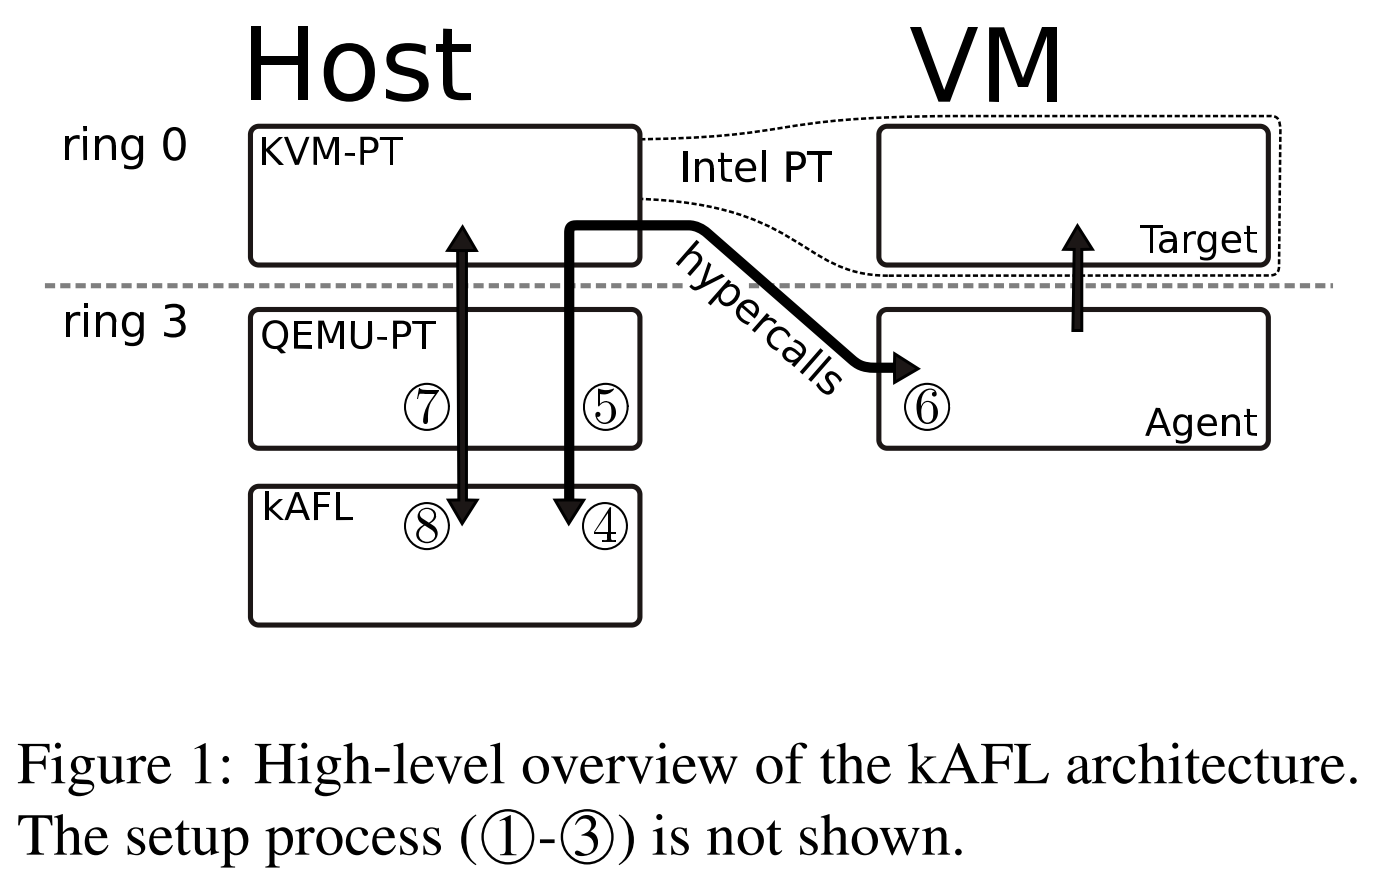 Host
VM
ring 0
KVM-PT
Intel PT
Target
hypercalls
ring 3
QEMU-PT
⑦
⑤
⑥
Agent
kAFL
⑧
④
Figure 1: High-level overview of the kAFL architecture.
The setup process (①-③) is not shown.